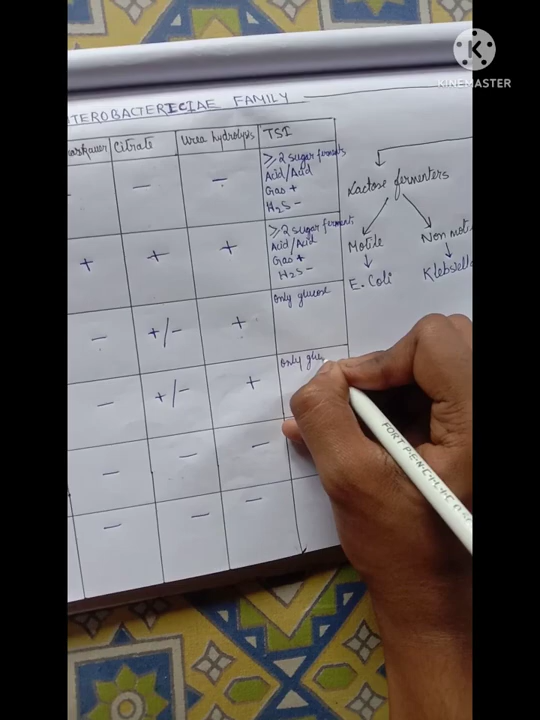 KINEMASTER
TEROBACTERICIAE FAMILY
Citrate
Urea hydrolysis
TSI
−
−
≥2 sugar ferments
Acid/Acid
Gas +
H₂S −
+
+
+
≥2 sugar ferment
Acid/Acid
Gas +
H₂S −
−
+/−
+
only glucose
−
+/−
+
only glu
−
−
−
−
−
−
Lactose fermenters
Motile
Non moti
E. Coli
Klebsiella